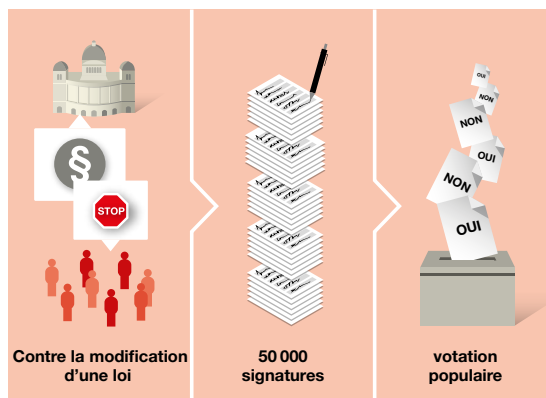 §
STOP
OUI
NON
NON
OUI
NON
OUI
Contre la modification
d'une loi
50 000
signatures
votation
populaire